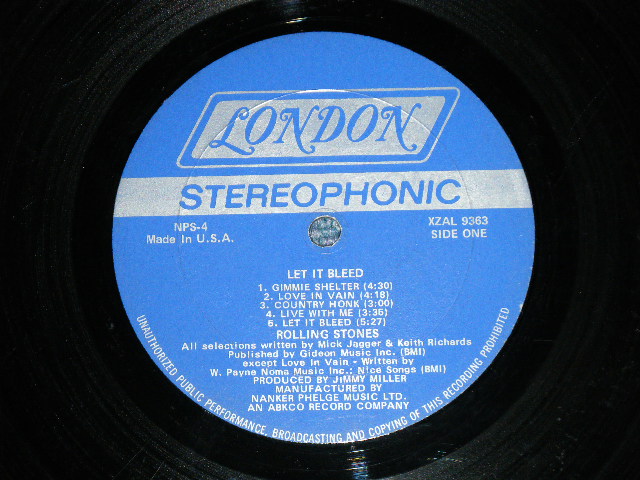 LONDON
STEREOPHONIC
NPS-4
Made In U.S.A.
XZAL 9363
SIDE ONE
LET IT BLEED
1. GIMMIE SHELTER (4:30)
2. LOVE IN VAIN (4:18)
3. COUNTRY HONK (3:00)
4. LIVE WITH ME (3:36)
5. LET IT BLEED (5:27)
ROLLING STONES
All selections written by Mick Jagger & Keith Richards
Published by Gideon Music Inc. (BMI)
except Love In Vain - Written by
W. Payne Noma Music Inc.; Nice Songs (BMI)
PRODUCED BY JIMMY MILLER
MANUFACTURED BY
NANKER PHELGE MUSIC LTD.
AN ABKCO RECORD COMPANY
UNAUTHORIZED PUBLIC PERFORMANCE, BROADCASTING AND COPYING OF THIS RECORDING PROHIBITED